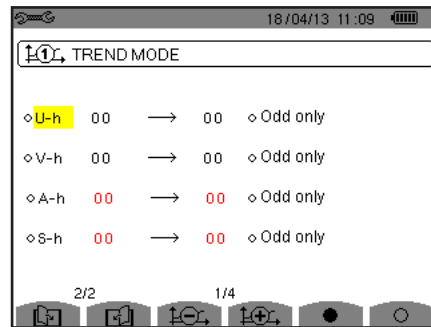 18/04/13 11:09
1 TREND MODE
U-h 00 → 00 Odd only
V-h 00 → 00 Odd only
A-h 00 → 00 Odd only
S-h 00 → 00 Odd only
2/2 1/4